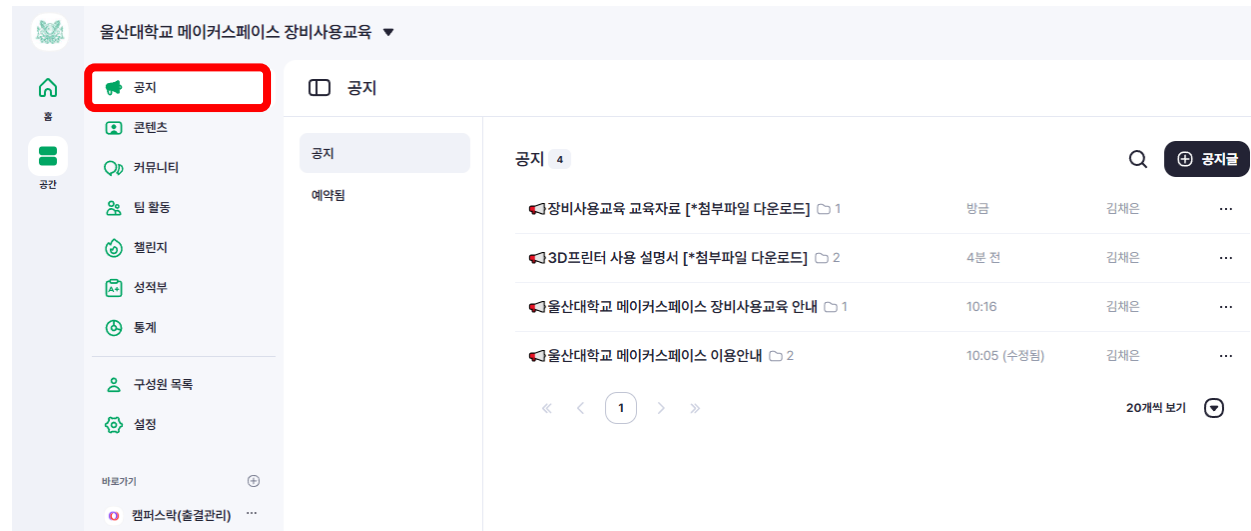 울산대학교 메이커스페이스 장비사용교육
홈
공간
공지
콘텐츠
커뮤니티
팀 활동
챌린지
성적부
통계
구성원 목록
설정
바로가기
캠퍼스락(출결관리)
공지
공지
예약됨
공지 4
공지글
장비사용교육 교육자료 [*첨부파일 다운로드] 1 방금 김채은
3D프린터 사용 설명서 [*첨부파일 다운로드] 2 4분 전 김채은
울산대학교 메이커스페이스 장비사용교육 안내 1 10:16 김채은
울산대학교 메이커스페이스 이용안내 2 10:05 (수정됨) 김채은
1
20개씩 보기